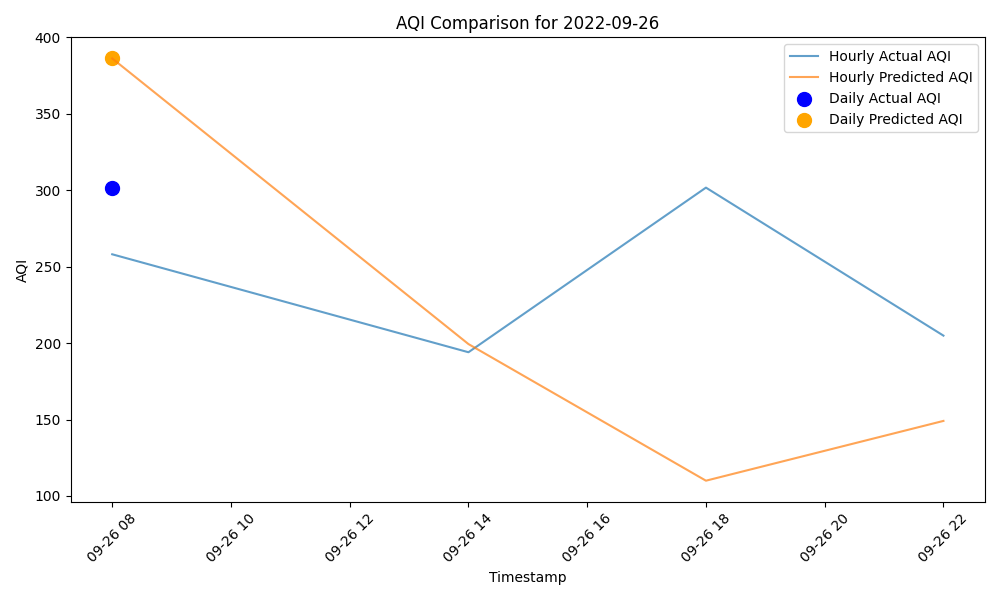 AQI Comparison for 2022-09-26
400
350
300
250
200
150
100
AQI
Hourly Actual AQI
Hourly Predicted AQI
Daily Actual AQI
Daily Predicted AQI
09-26 08
09-26 10
09-26 12
09-26 14
09-26 16
09-26 18
09-26 20
09-26 22
Timestamp